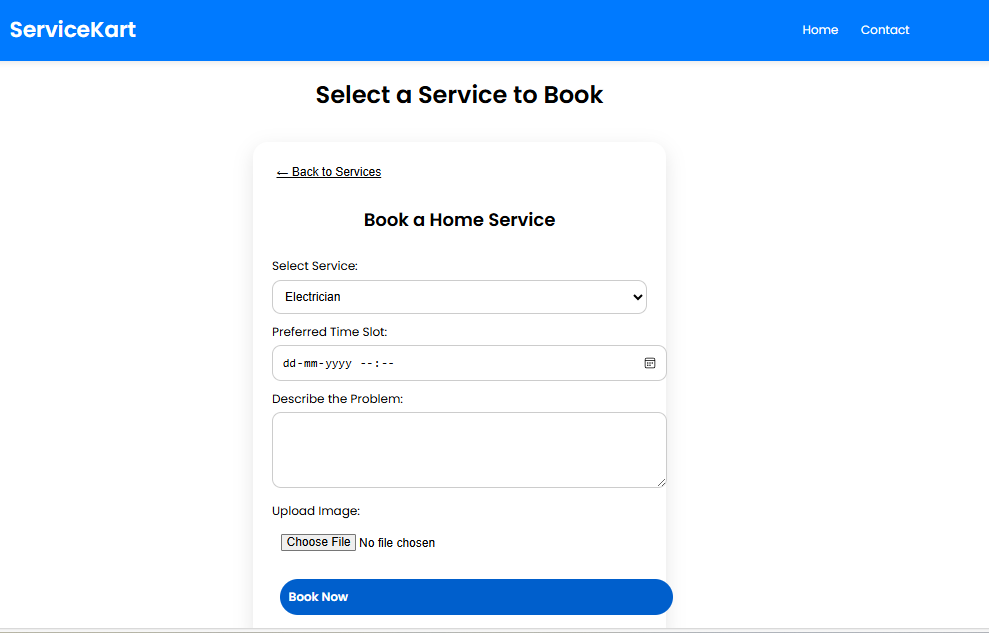 ServiceKart
Home Contact
Select a Service to Book
← Back to Services
Book a Home Service
Select Service:
Electrician
Preferred Time Slot:
dd-mm-yyyy --:--
Describe the Problem:
Upload Image:
Choose File No file chosen
Book Now